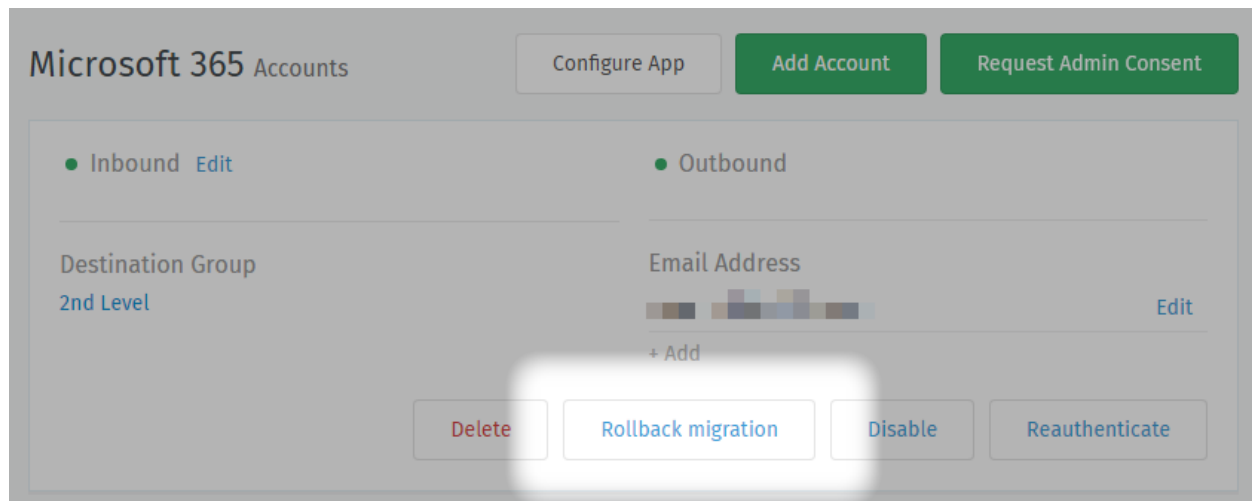 Microsoft 365 Accounts
Configure App
Add Account
Request Admin Consent
Inbound Edit
Outbound
Destination Group
2nd Level
Email Address
Edit
+ Add
Delete
Rollback migration
Disable
Reauthenticate